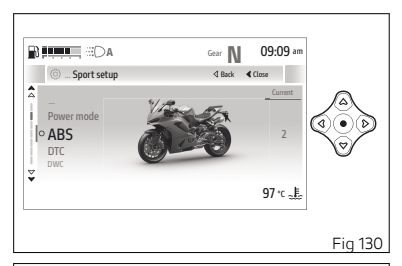 A Gear N 09:09 am
... Sport setup Back Close
Current
...
Power mode
ABS 2
DTC
DWC
97 °C
Fig 130